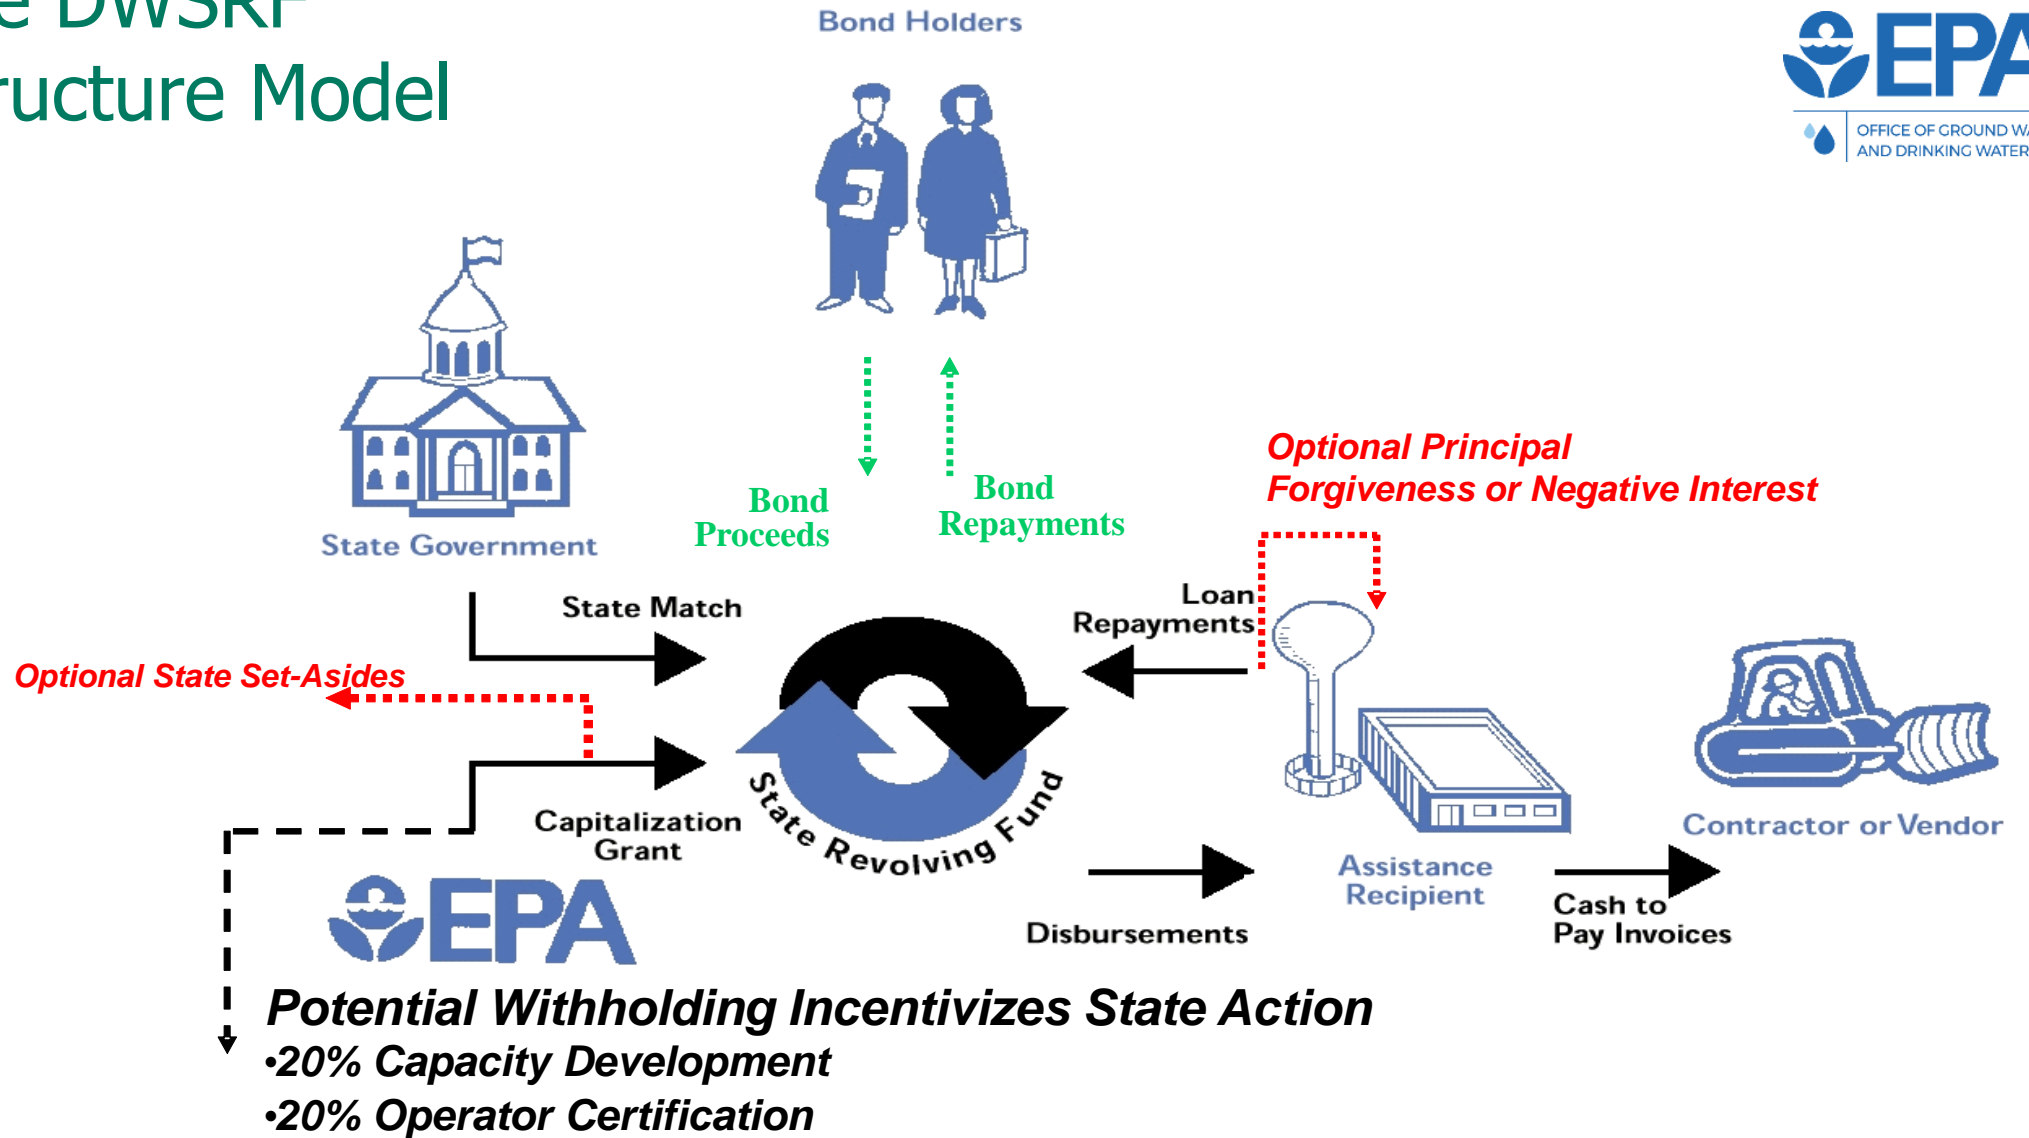 e DWSRF
ructure Model
Bond Holders
EPA
OFFICE OF GROUND WA
AND DRINKING WATER
State Government
Bond
Proceeds
Bond
Repayments
Optional Principal
Forgiveness or Negative Interest
State Match
Loan
Repayments
Optional State Set-Asides
Capitalization
Grant
State Revolving Fund
EPA
Disbursements
Assistance
Recipient
Contractor or Vendor
Cash to
Pay Invoices
Potential Withholding Incentivizes State Action
•20% Capacity Development
•20% Operator Certification